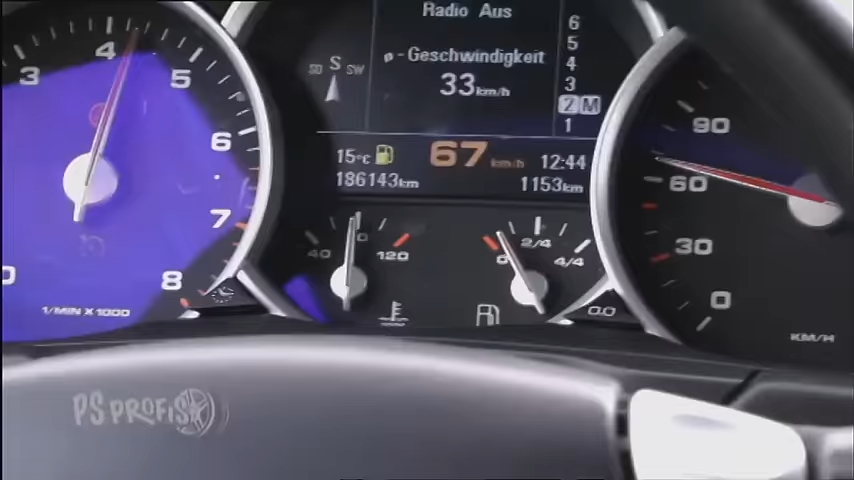 Radio Aus
ø-Geschwindigkeit
33 km/h
SO S SW
6
5
4
3
2 M
1
15°C
67 km/h
12:44
186143 km
1153 km
3
4
5
6
7
8
0
1/MIN X 1000
40
120
0
2/4
4/4
90
60
30
0
0.0
KM/H
PS PROFIS